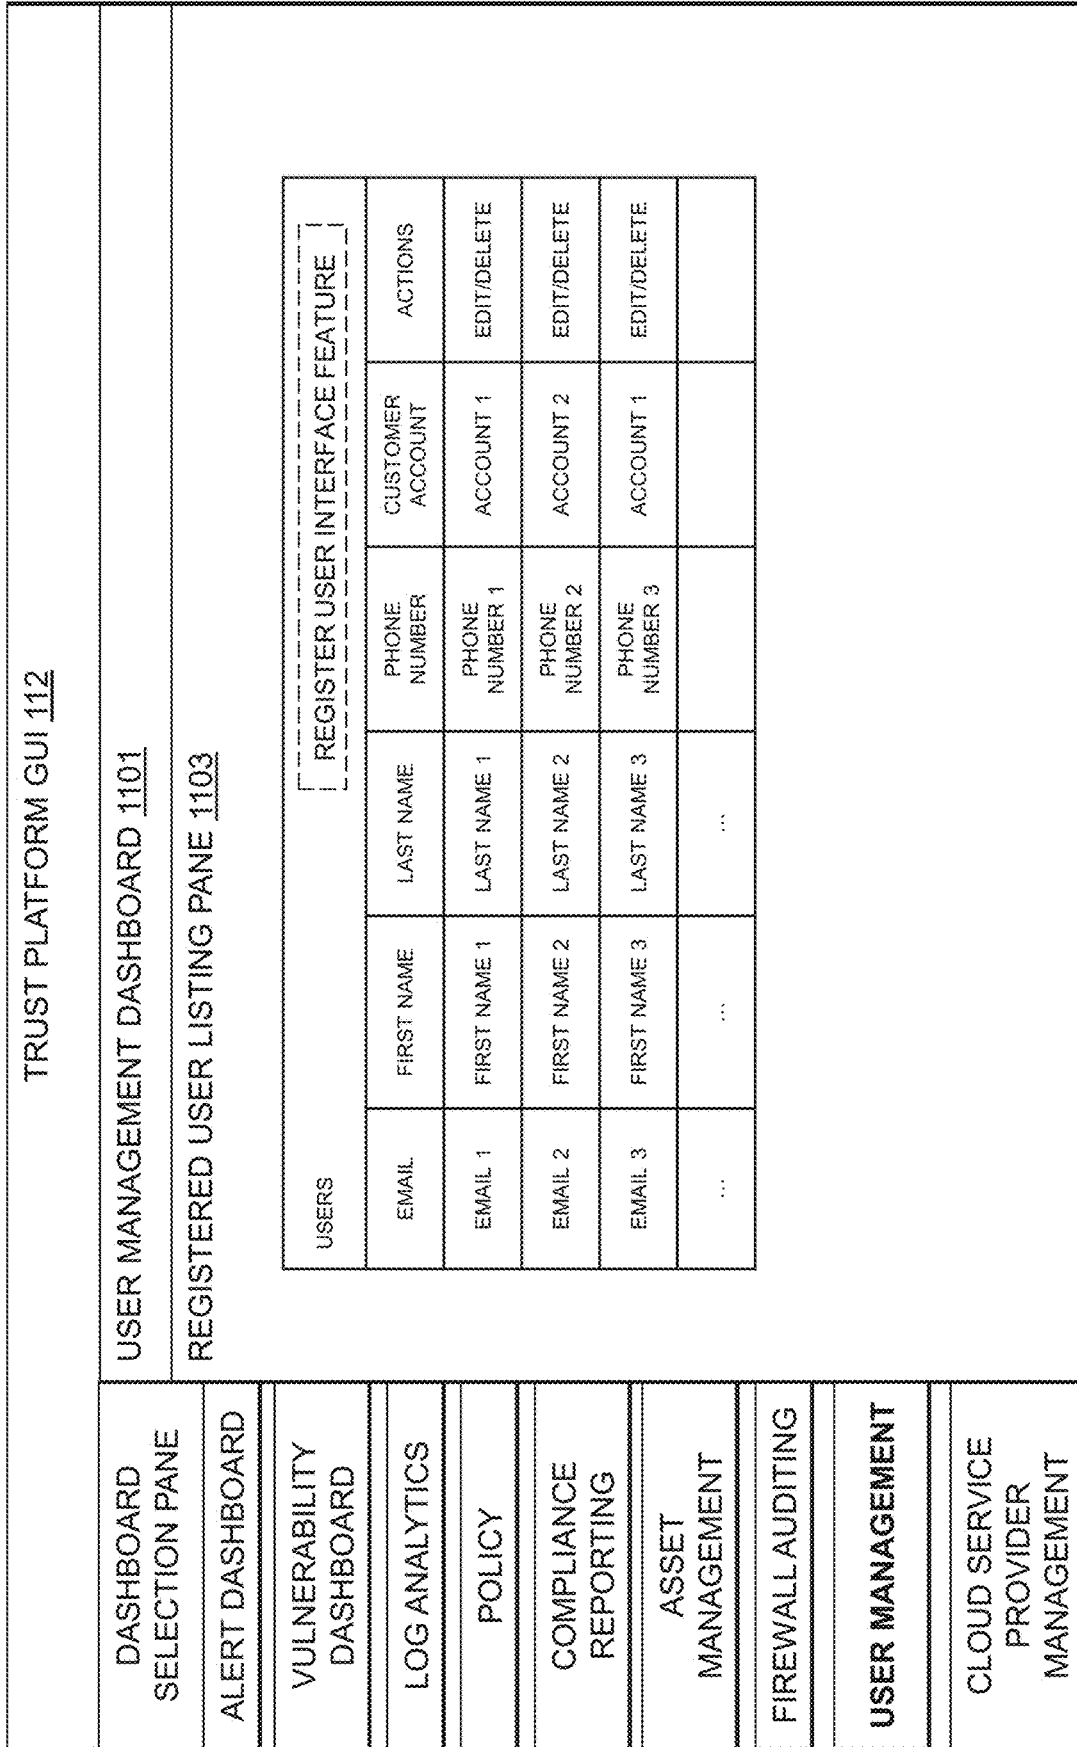 TRUST PLATFORM GUI 112
DASHBOARD
SELECTION PANE
ALERT DASHBOARD
VULNERABILITY
DASHBOARD
LOG ANALYTICS
POLICY
COMPLIANCE
REPORTING
ASSET
MANAGEMENT
FIREWALL AUDITING
USER MANAGEMENT
CLOUD SERVICE
PROVIDER
MANAGEMENT
USER MANAGEMENT DASHBOARD 1101
REGISTERED USER LISTING PANE 1103
USERS
REGISTER USER INTERFACE FEATURE
EMAIL
FIRST NAME
LAST NAME
PHONE
NUMBER
CUSTOMER
ACCOUNT
ACTIONS
EMAIL 1
FIRST NAME 1
LAST NAME 1
PHONE
NUMBER 1
ACCOUNT 1
EDIT/DELETE
EMAIL 2
FIRST NAME 2
LAST NAME 2
PHONE
NUMBER 2
ACCOUNT 2
EDIT/DELETE
EMAIL 3
FIRST NAME 3
LAST NAME 3
PHONE
NUMBER 3
ACCOUNT 1
EDIT/DELETE
...
...
...